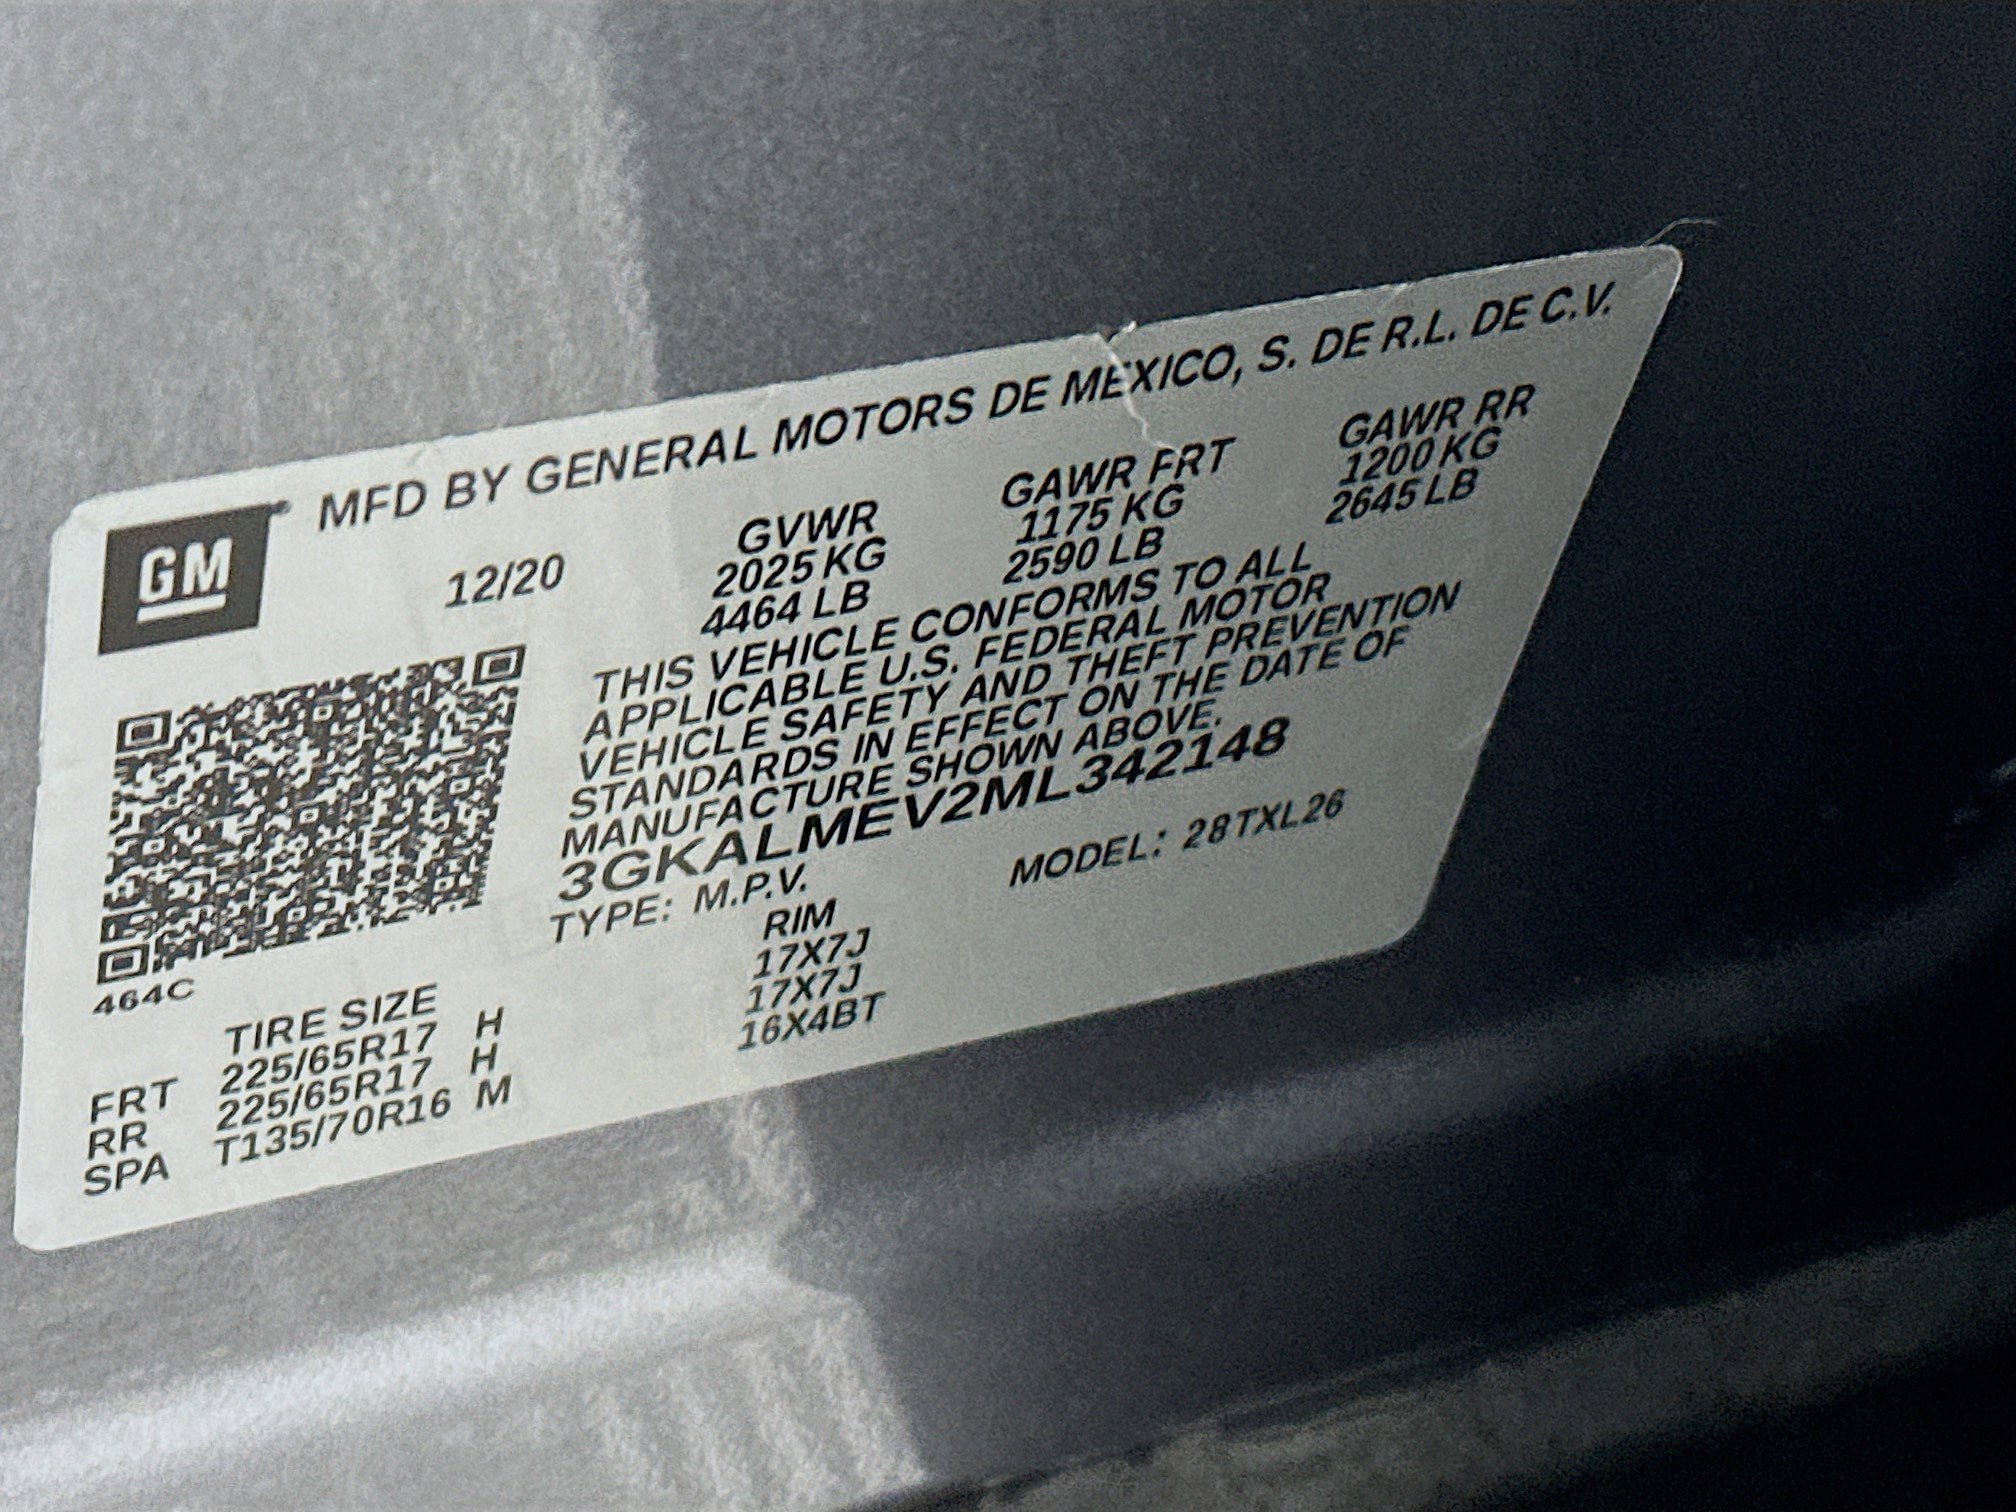 MFD BY GENERAL MOTORS DE MEXICO, S. DE R.L. DE C.V.
GM
12/20
GVWR GAWR FRT GAWR RR
2025 KG 1175 KG 1200 KG
4464 LB 2590 LB 2645 LB
THIS VEHICLE CONFORMS TO ALL
APPLICABLE U.S. FEDERAL MOTOR
VEHICLE SAFETY AND THEFT PREVENTION
STANDARDS IN EFFECT ON THE DATE OF
MANUFACTURE SHOWN ABOVE.
3GKALMEV2ML342148
TYPE: M.P.V. MODEL: 28TXL26
464C
TIRE SIZE RIM
FRT 225/65R17 H 17X7J
RR 225/65R17 H 17X7J
SPA T135/70R16 M 16X4BT